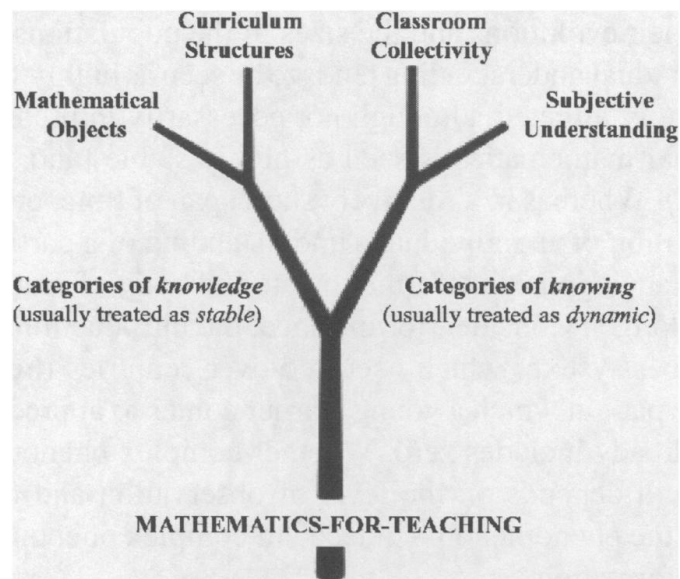 Curriculum
Structures
Classroom
Collectivity
Mathematical
Objects
Subjective
Understanding
Categories of knowledge
(usually treated as stable)
Categories of knowing
(usually treated as dynamic)
MATHEMATICS-FOR-TEACHING